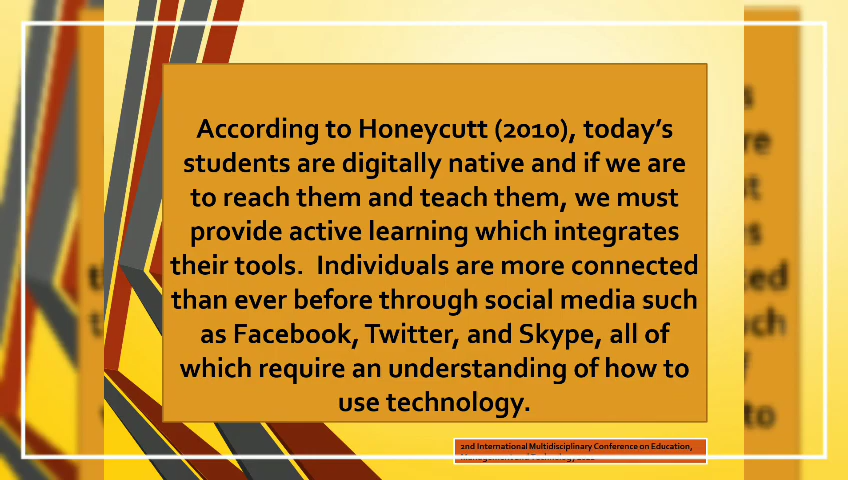 According to Honeycutt (2010), today's
students are digitally native and if we are
to reach them and teach them, we must
provide active learning which integrates
their tools.  Individuals are more connected
than ever before through social media such
as Facebook, Twitter, and Skype, all of
which require an understanding of how to
use technology.
2nd International Multidisciplinary Conference on Education,